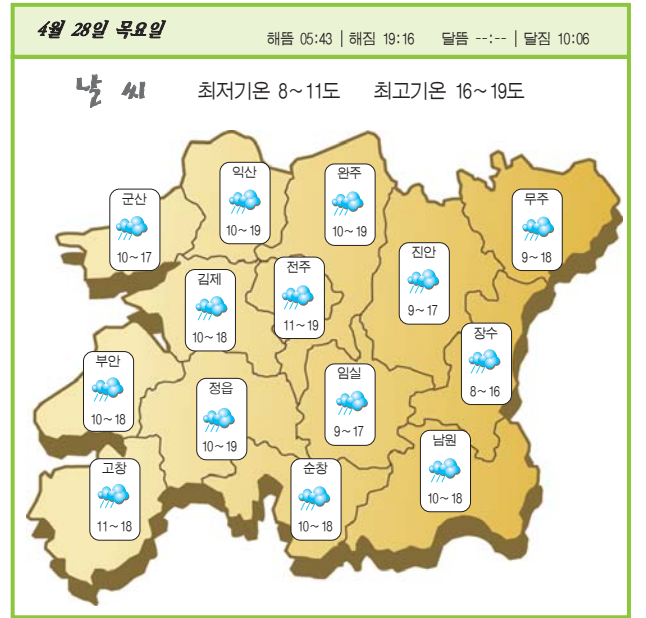 4월 28일 목요일
해뜸 05:43 | 해짐 19:16 달뜸 --:-- | 달짐 10:06
날 씨 최저기온 8~11도 최고기온 16~19도
익산
10~19
완주
10~19
군산
10~17
무주
9~18
진안
9~17
전주
11~19
김제
10~18
장수
8~16
부안
10~18
임실
9~17
정읍
10~19
남원
10~18
고창
11~18
순창
10~18